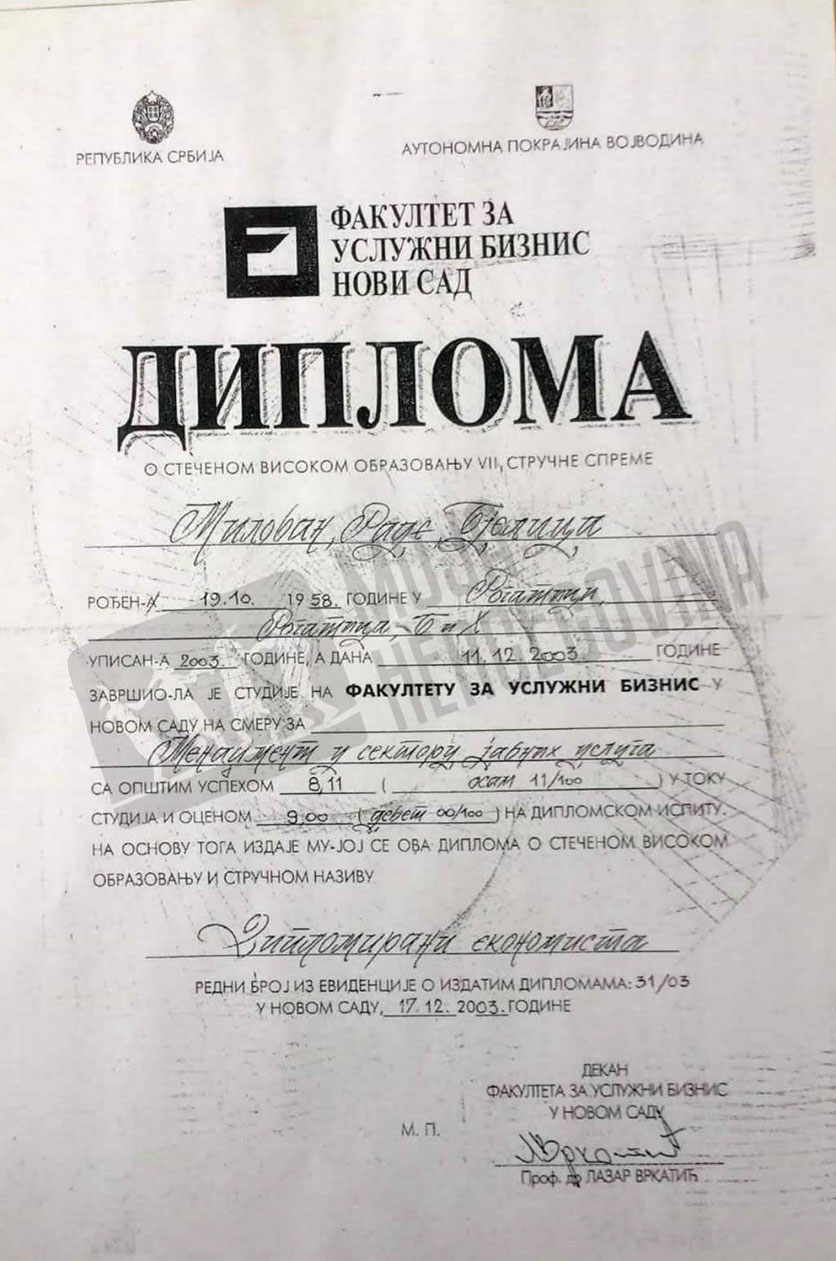 РЕПУБЛИКА СРБИЈА
АУТОНОМНА ПОКРАЈИНА ВОЈВОДИНА
ФАКУЛТЕТ ЗА
УСЛУЖНИ БИЗНИС
НОВИ САД
ДИПЛОМА
О СТЕЧЕНОМ ВИСОКОМ ОБРАЗОВАЊУ VII, СТРУЧНЕ СПРЕМЕ
Милован, Раде, Бјелица
РОЂЕН-А 19.10. 1958. ГОДИНЕ У Рогатици,
Рогатица, Б и Х
УПИСАН-А 2003. ГОДИНЕ, А ДАНА 11.12.2003. ГОДИНЕ
ЗАВРШИО-ЛА ЈЕ СТУДИЈЕ НА ФАКУЛТЕТУ ЗА УСЛУЖНИ БИЗНИС У
НОВОМ САДУ НА СМЕРУ ЗА
Менаџмент у сектору јавних услуга
СА ОПШТИМ УСПЕХОМ 8,11 ( осам 11/100 ) У ТОКУ
СТУДИЈА И ОЦЕНОМ 9,00 ( девет 00/100 ) НА ДИПЛОМСКОМ ИСПИТУ.
НА ОСНОВУ ТОГА ИЗДАЈЕ МУ-ЈОЈ СЕ ОВА ДИПЛОМА О СТЕЧЕНОМ ВИСОКОМ
ОБРАЗОВАЊУ И СТРУЧНОМ НАЗИВУ
Дипломирани економиста
РЕДНИ БРОЈ ИЗ ЕВИДЕНЦИЈЕ О ИЗДАТИМ ДИПЛОМАМА: 31/03
У НОВОМ САДУ, 17.12. 2003. ГОДИНЕ
ДЕКАН
ФАКУЛТЕТА ЗА УСЛУЖНИ БИЗНИС
У НОВОМ САДУ
М. П.
Проф. др ЛАЗАР ВРКАТИЋ
MOJA
HERCEGOVINA